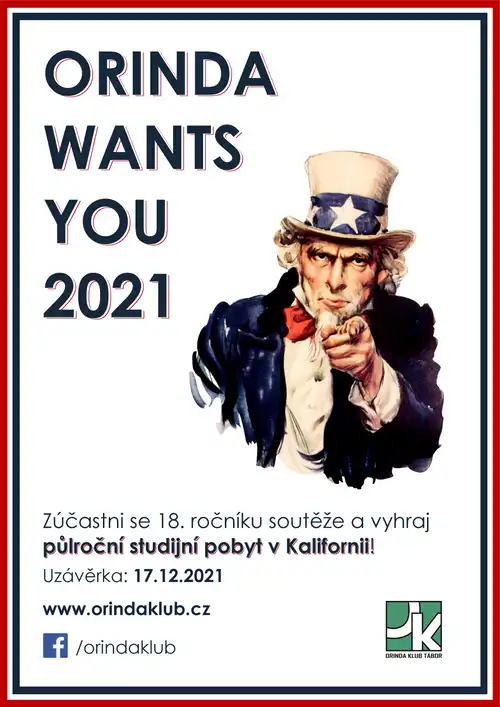 ORINDA
WANTS
YOU
2021
Zúčastni se 18. ročníku soutěže a vyhraj
půlroční studijní pobyt v Kalifornii!
Uzávěrka: 17.12.2021
www.orindaklub.cz
/orindaklub
JK
ORINDA KLUB TÁBOR